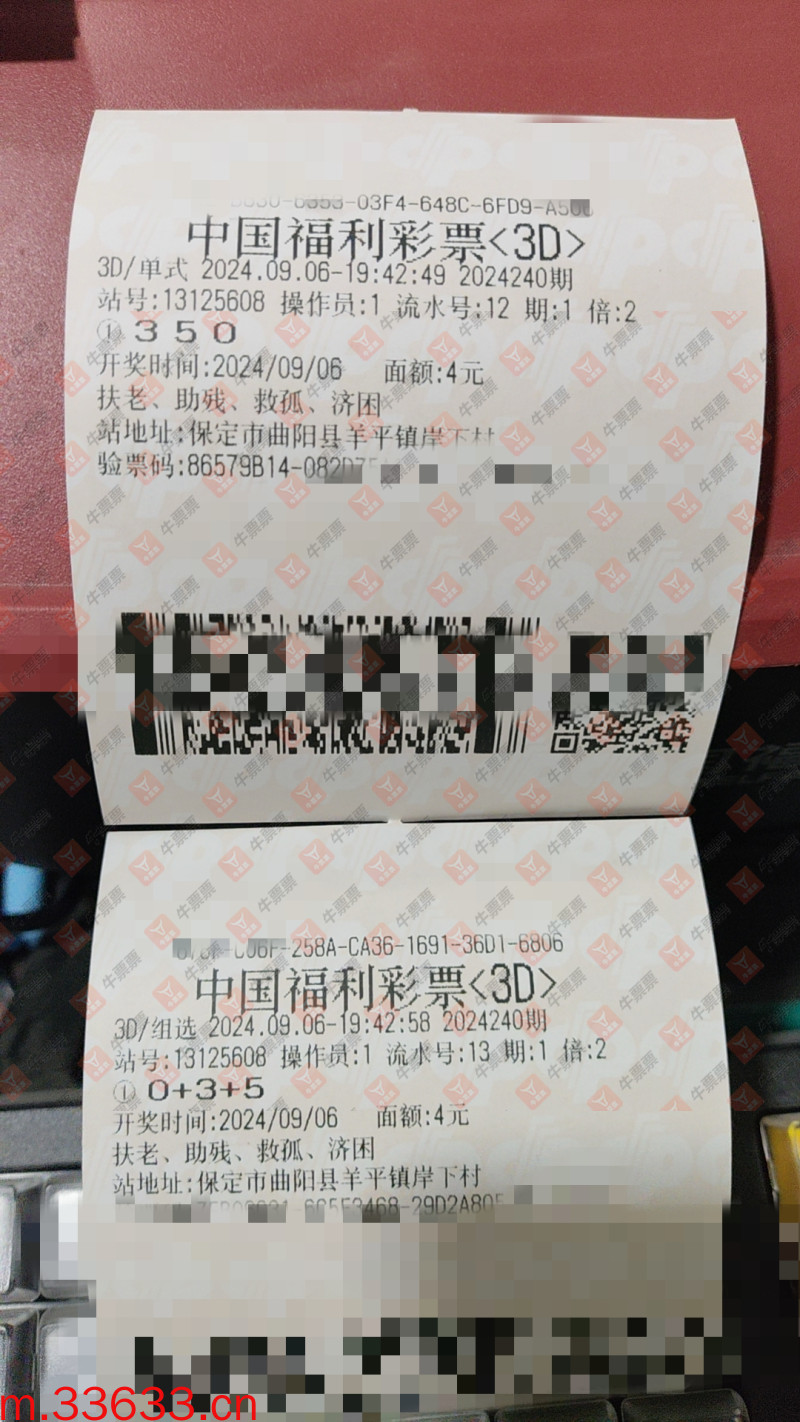 -03F4-648C-6FD9-A5
中国福利彩票<3D>
3D/单式 2024.09.06-19:42:49 2024240期
站号:13125608 操作员:1 流水号:12 期:1 倍:2
① 3 5 0
开奖时间:2024/09/06 面额:4元
扶老、助残、救孤、济困
站地址:保定市曲阳县羊平镇岸下村
验票码:86579B14-082D7
牛票票
-258A-CA36-1691-36D1-6806
中国福利彩票<3D>
3D/组选 2024.09.06-19:42:58 2024240期
站号:13125608 操作员:1 流水号:13 期:1 倍:2
① 0+3+5
开奖时间:2024/09/06 面额:4元
扶老、助残、救孤、济困
站地址:保定市曲阳县羊平镇岸下村
-29D2A80
m.33633.cn